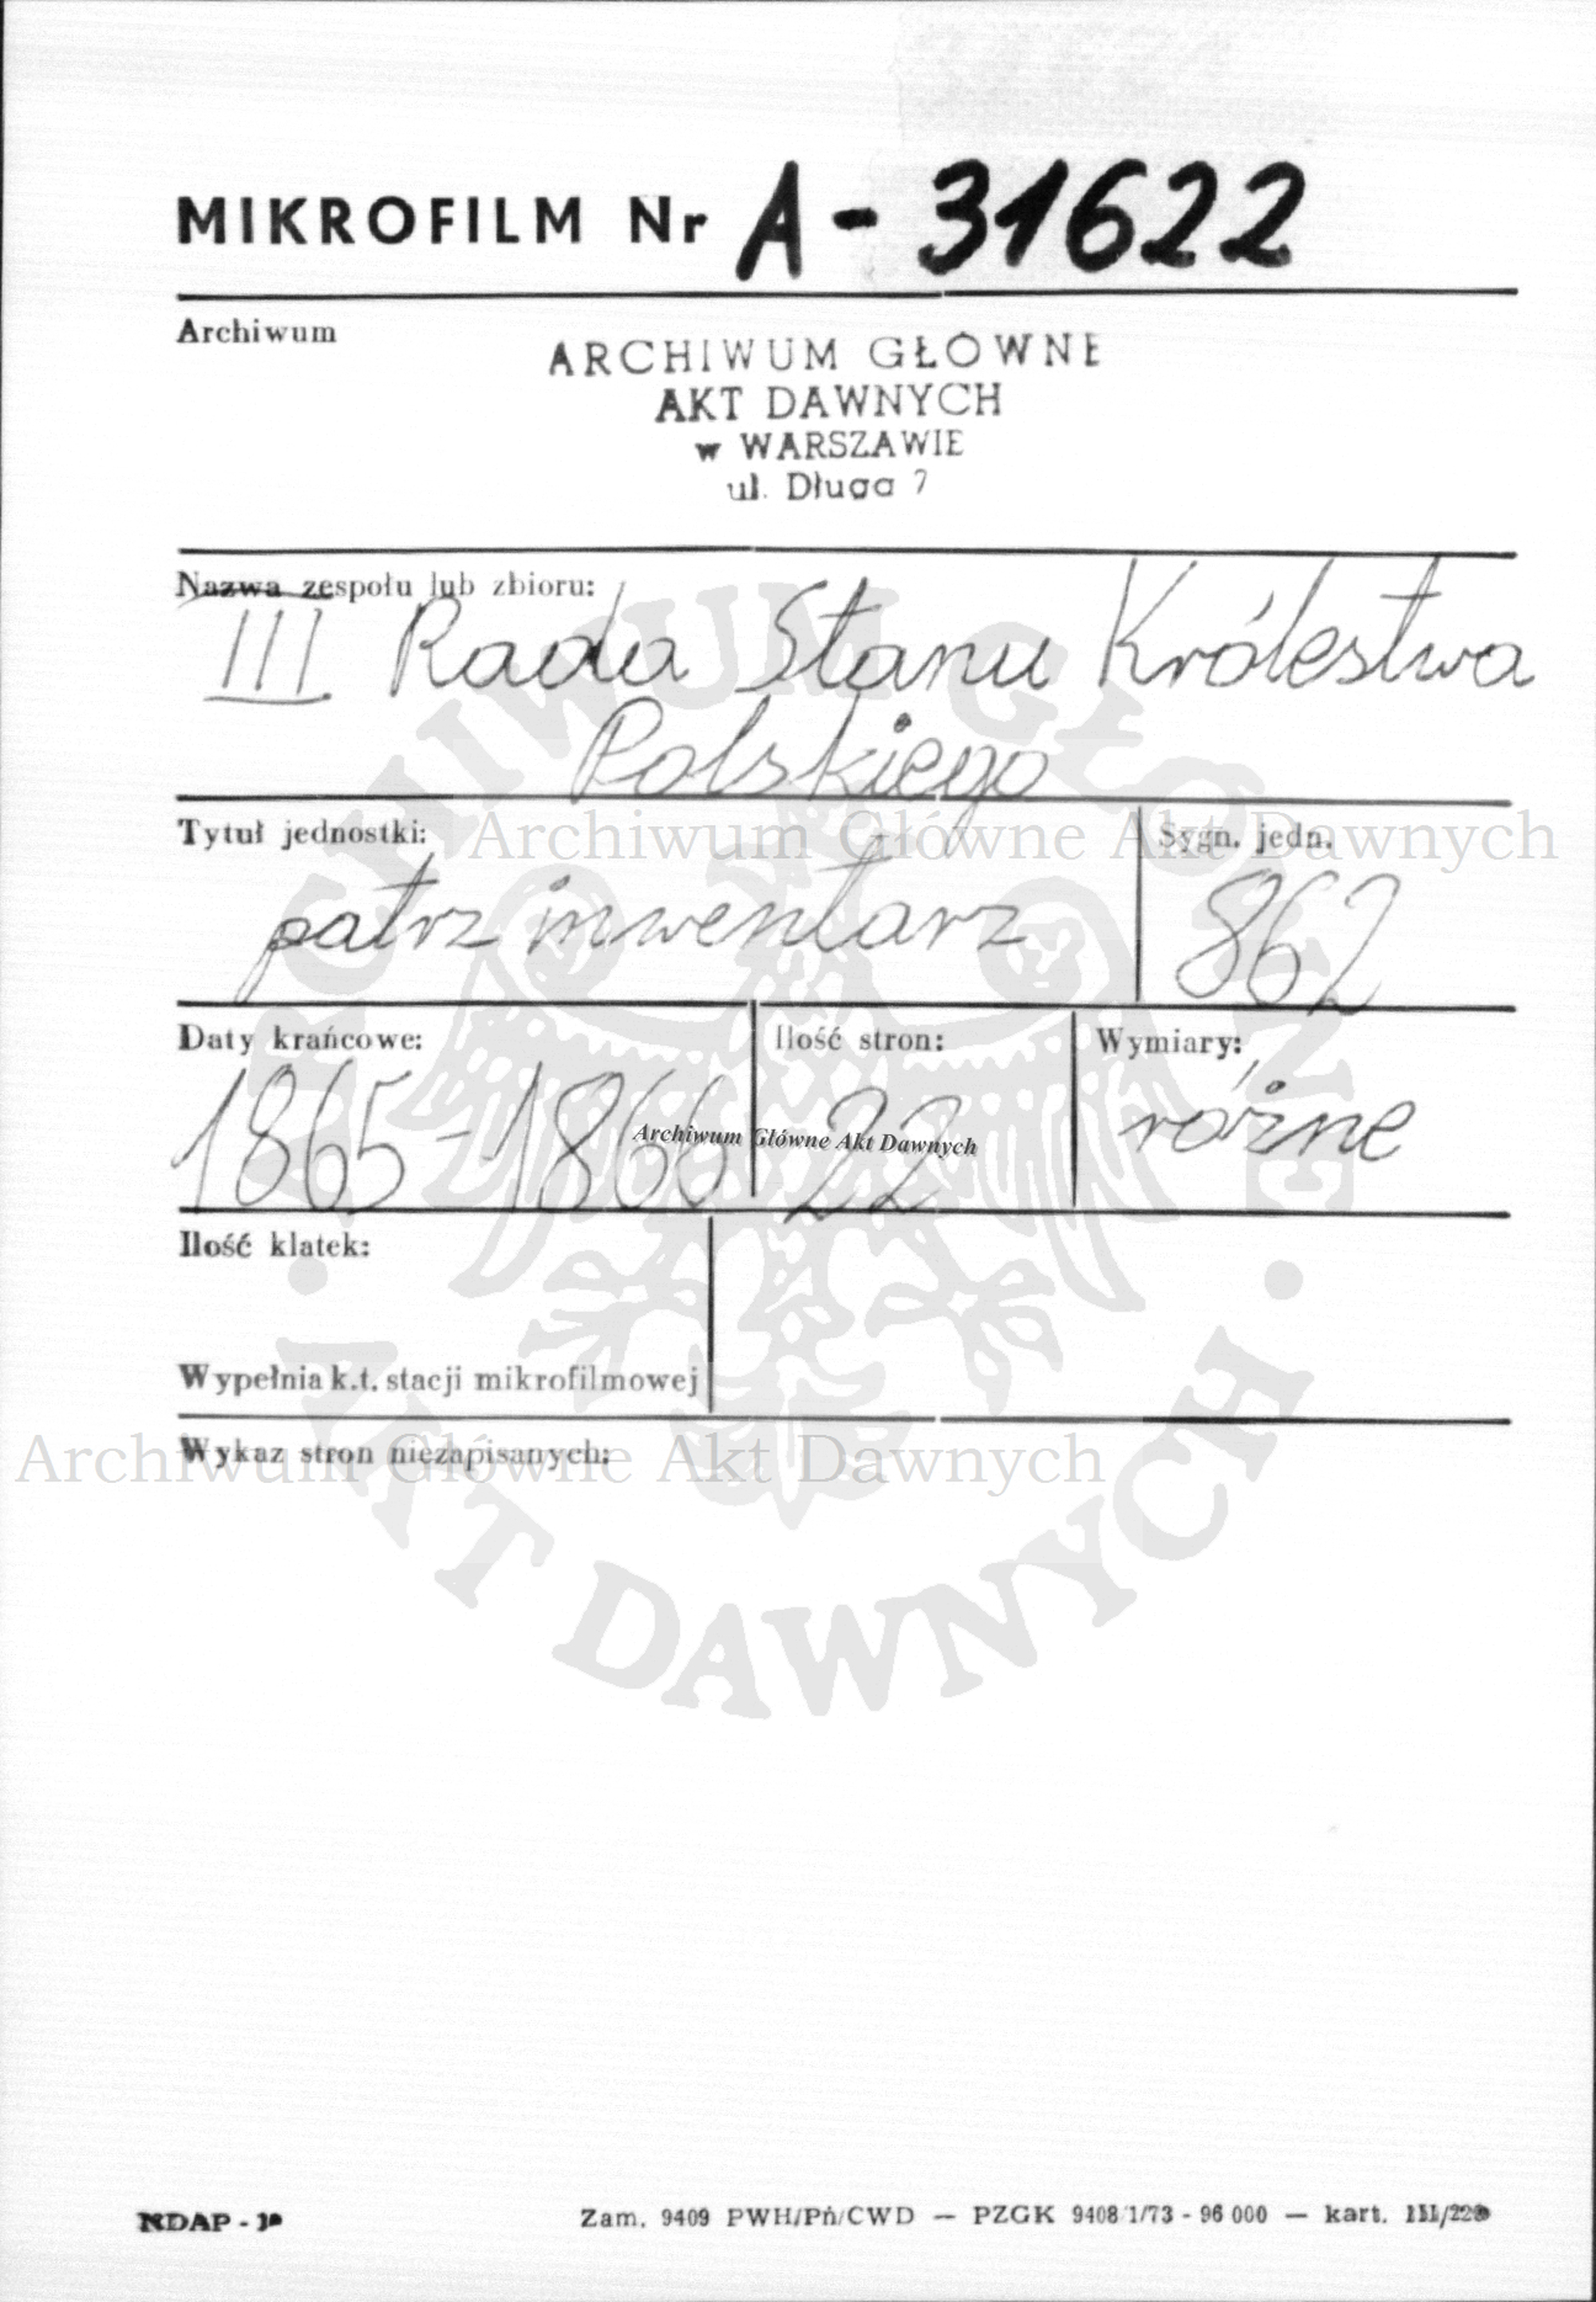 MIKROFILM Nr A - 31622
Archiwum
ARCHIWUM GŁÓWNE
AKT DAWNYCH
w WARSZAWIE
ul. Długa 7
Nazwa zespołu lub zbioru:
III Rada Stanu Królestwa
Polskiego
Archiwum Główne Akt Dawnych
Tytuł jednostki:
Sygn. jedn.
patrz inwentarz
862
Daty krańcowe:
Ilość stron:
Wymiary:
1865-1866
22
różne
Archiwum Główne Akt Dawnych
Ilość klatek:
Wypełnia k.t. stacji mikrofilmowej
Wykaz stron niezapisanych:
Archiwum Główne Akt Dawnych
ARCHIWUM GŁÓWNE
· AKT DAWNYCH ·
NDAP -
Zam. 9409 PWH/Pń/CWD — PZGK 9408/1/73 - 96 000 — kart.